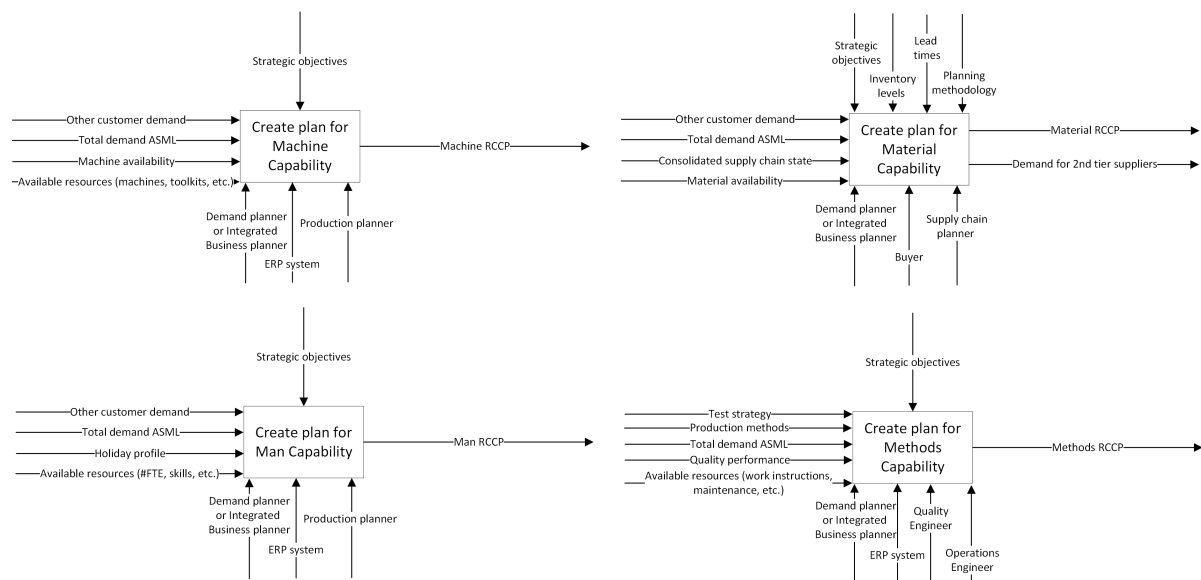 Strategic objectives
Other customer demand
Total demand ASML
Machine availability
Available resources (machines, toolkits, etc.)
Create plan for
Machine
Capability
Machine RCCP
Demand planner
or Integrated
Business planner
ERP system
Production planner
Strategic
objectives
Inventory
levels
Lead
times
Planning
methodology
Other customer demand
Total demand ASML
Consolidated supply chain state
Material availability
Create plan for
Material
Capability
Material RCCP
Demand for 2nd tier suppliers
Demand planner
or Integrated
Business planner
Buyer
Supply chain
planner
Strategic objectives
Other customer demand
Total demand ASML
Holiday profile
Available resources (#FTE, skills, etc.)
Create plan for
Man Capability
Man RCCP
Demand planner
or Integrated
Business planner
ERP system
Production planner
Strategic objectives
Test strategy
Production methods
Total demand ASML
Quality performance
Available resources (work instructions,
maintenance, etc.)
Create plan for
Methods
Capability
Methods RCCP
Demand planner
or Integrated
Business planner
ERP system
Quality
Engineer
Operations
Engineer